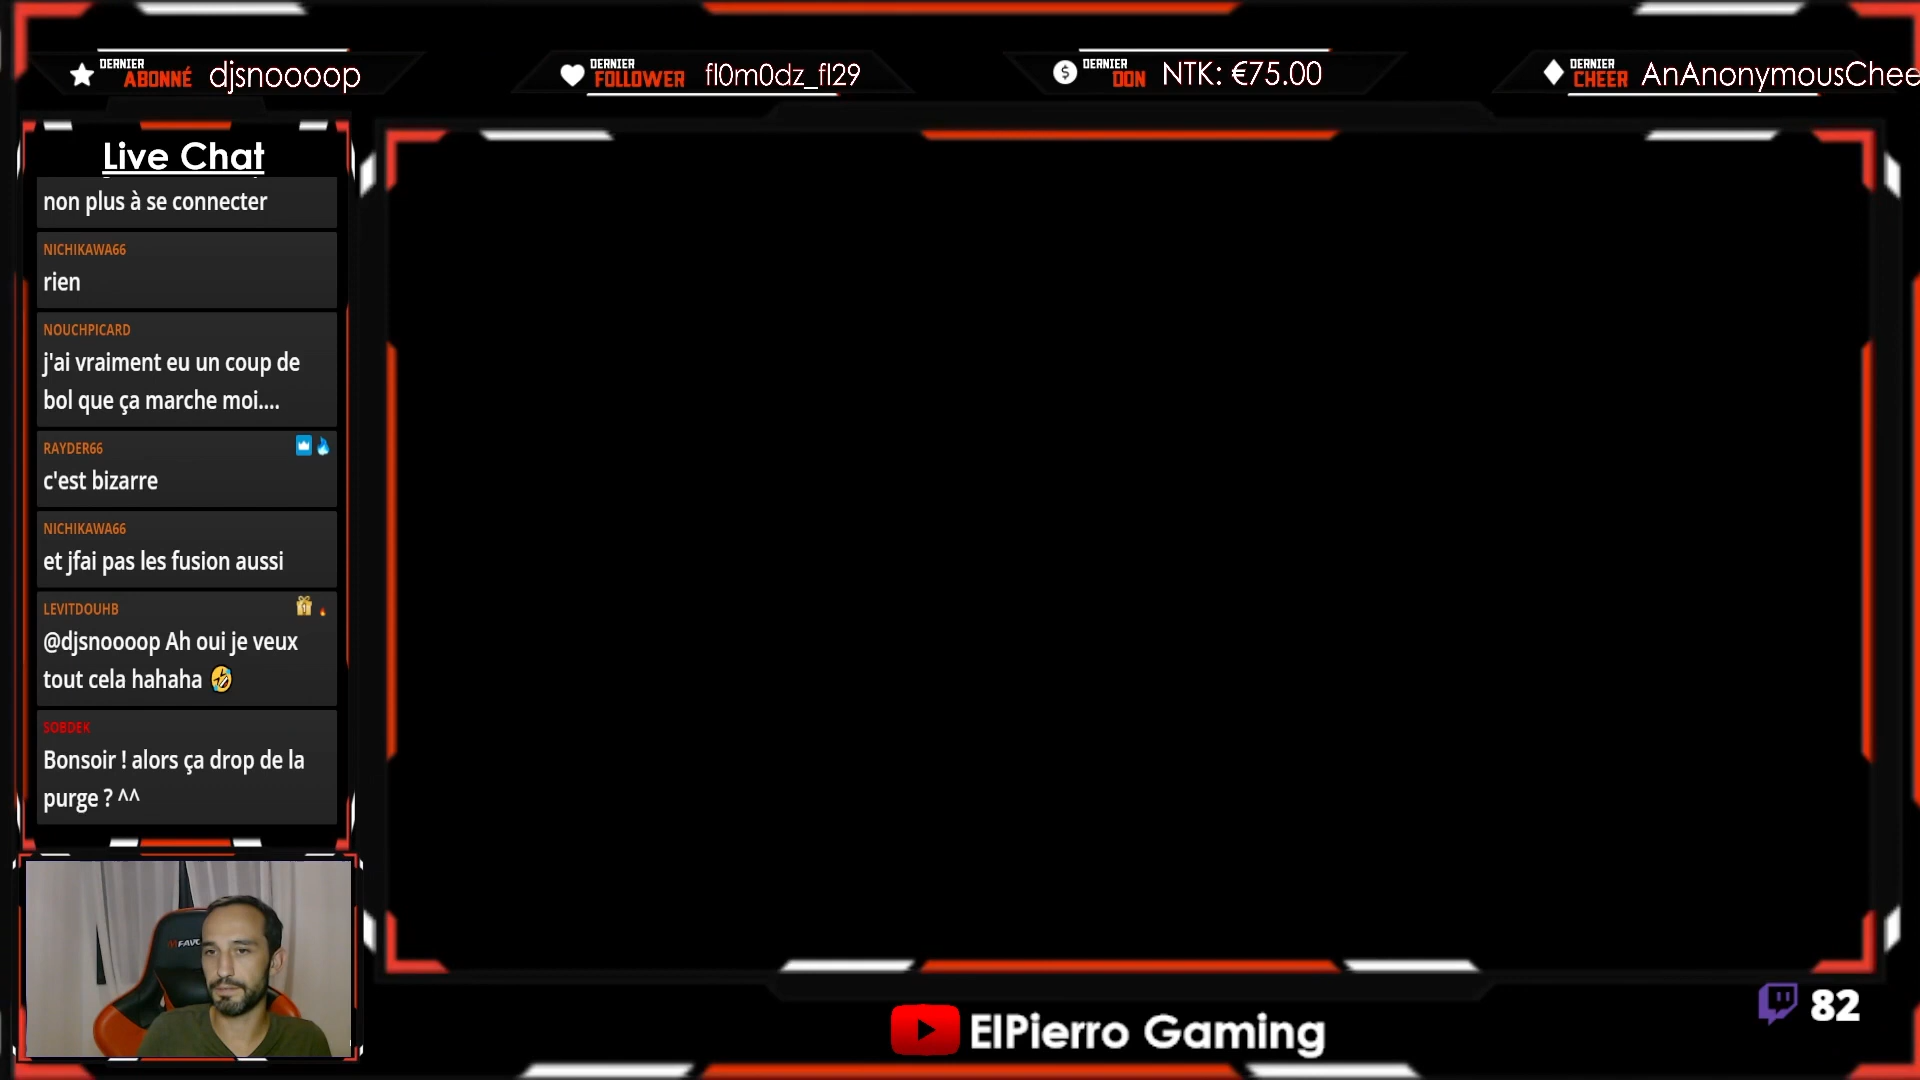 DERNIER
ABONNÉ
djsnoooop
DERNIER
FOLLOWER
fl0m0dz_fl29
DERNIER
DON
NTK: €75.00
DERNIER
CHEER
AnAnonymousChee
Live Chat
non plus à se connecter
NICHIKAWA66
rien
NOUCHPICARD
j'ai vraiment eu un coup de
bol que ça marche moi....
RAYDER66
c'est bizarre
NICHIKAWA66
et jfai pas les fusion aussi
LEVITDOUHB
@djsnoooop Ah oui je veux
tout cela hahaha 🤣
SOBDEK
Bonsoir ! alors ça drop de la
purge ? ^^
ElPierro Gaming
82